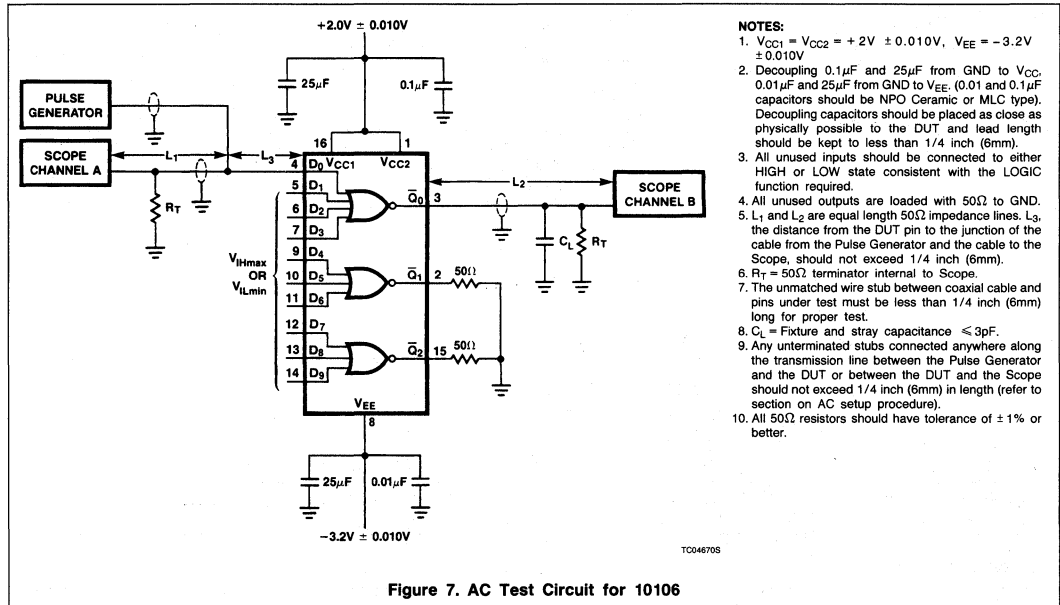 +2.0V ± 0.010V
25μF
0.1μF
PULSE
GENERATOR
SCOPE
CHANNEL A
L1
L3
RT
16
1
VCC1
VCC2
4 D0
5 D1
6 D2
7 D3
9 D4
10 D5
11 D6
12 D7
13 D8
14 D9
VIHmax
OR
VILmin
Q̅0 3
Q̅1 2 50Ω
Q̅2 15 50Ω
L2
SCOPE
CHANNEL B
CL
RT
VEE
8
25μF
0.01μF
−3.2V ± 0.010V
TC04670S
NOTES:
1. VCC1 = VCC2 = + 2V ± 0.010V, VEE = − 3.2V
± 0.010V
2. Decoupling 0.1μF and 25μF from GND to VCC,
0.01μF and 25μF from GND to VEE. (0.01 and 0.1μF
capacitors should be NPO Ceramic or MLC type).
Decoupling capacitors should be placed as close as
physically possible to the DUT and lead length
should be kept to less than 1/4 inch (6mm).
3. All unused inputs should be connected to either
HIGH or LOW state consistent with the LOGIC
function required.
4. All unused outputs are loaded with 50Ω to GND.
5. L1 and L2 are equal length 50Ω impedance lines. L3,
the distance from the DUT pin to the junction of the
cable from the Pulse Generator and the cable to the
Scope, should not exceed 1/4 inch (6mm).
6. RT = 50Ω terminator internal to Scope.
7. The unmatched wire stub between coaxial cable and
pins under test must be less than 1/4 inch (6mm)
long for proper test.
8. CL = Fixture and stray capacitance ⩽ 3pF.
9. Any unterminated stubs connected anywhere along
the transmission line between the Pulse Generator
and the DUT or between the DUT and the Scope
should not exceed 1/4 inch (6mm) in length (refer to
section on AC setup procedure).
10. All 50Ω resistors should have tolerance of ± 1% or
better.
Figure 7. AC Test Circuit for 10106